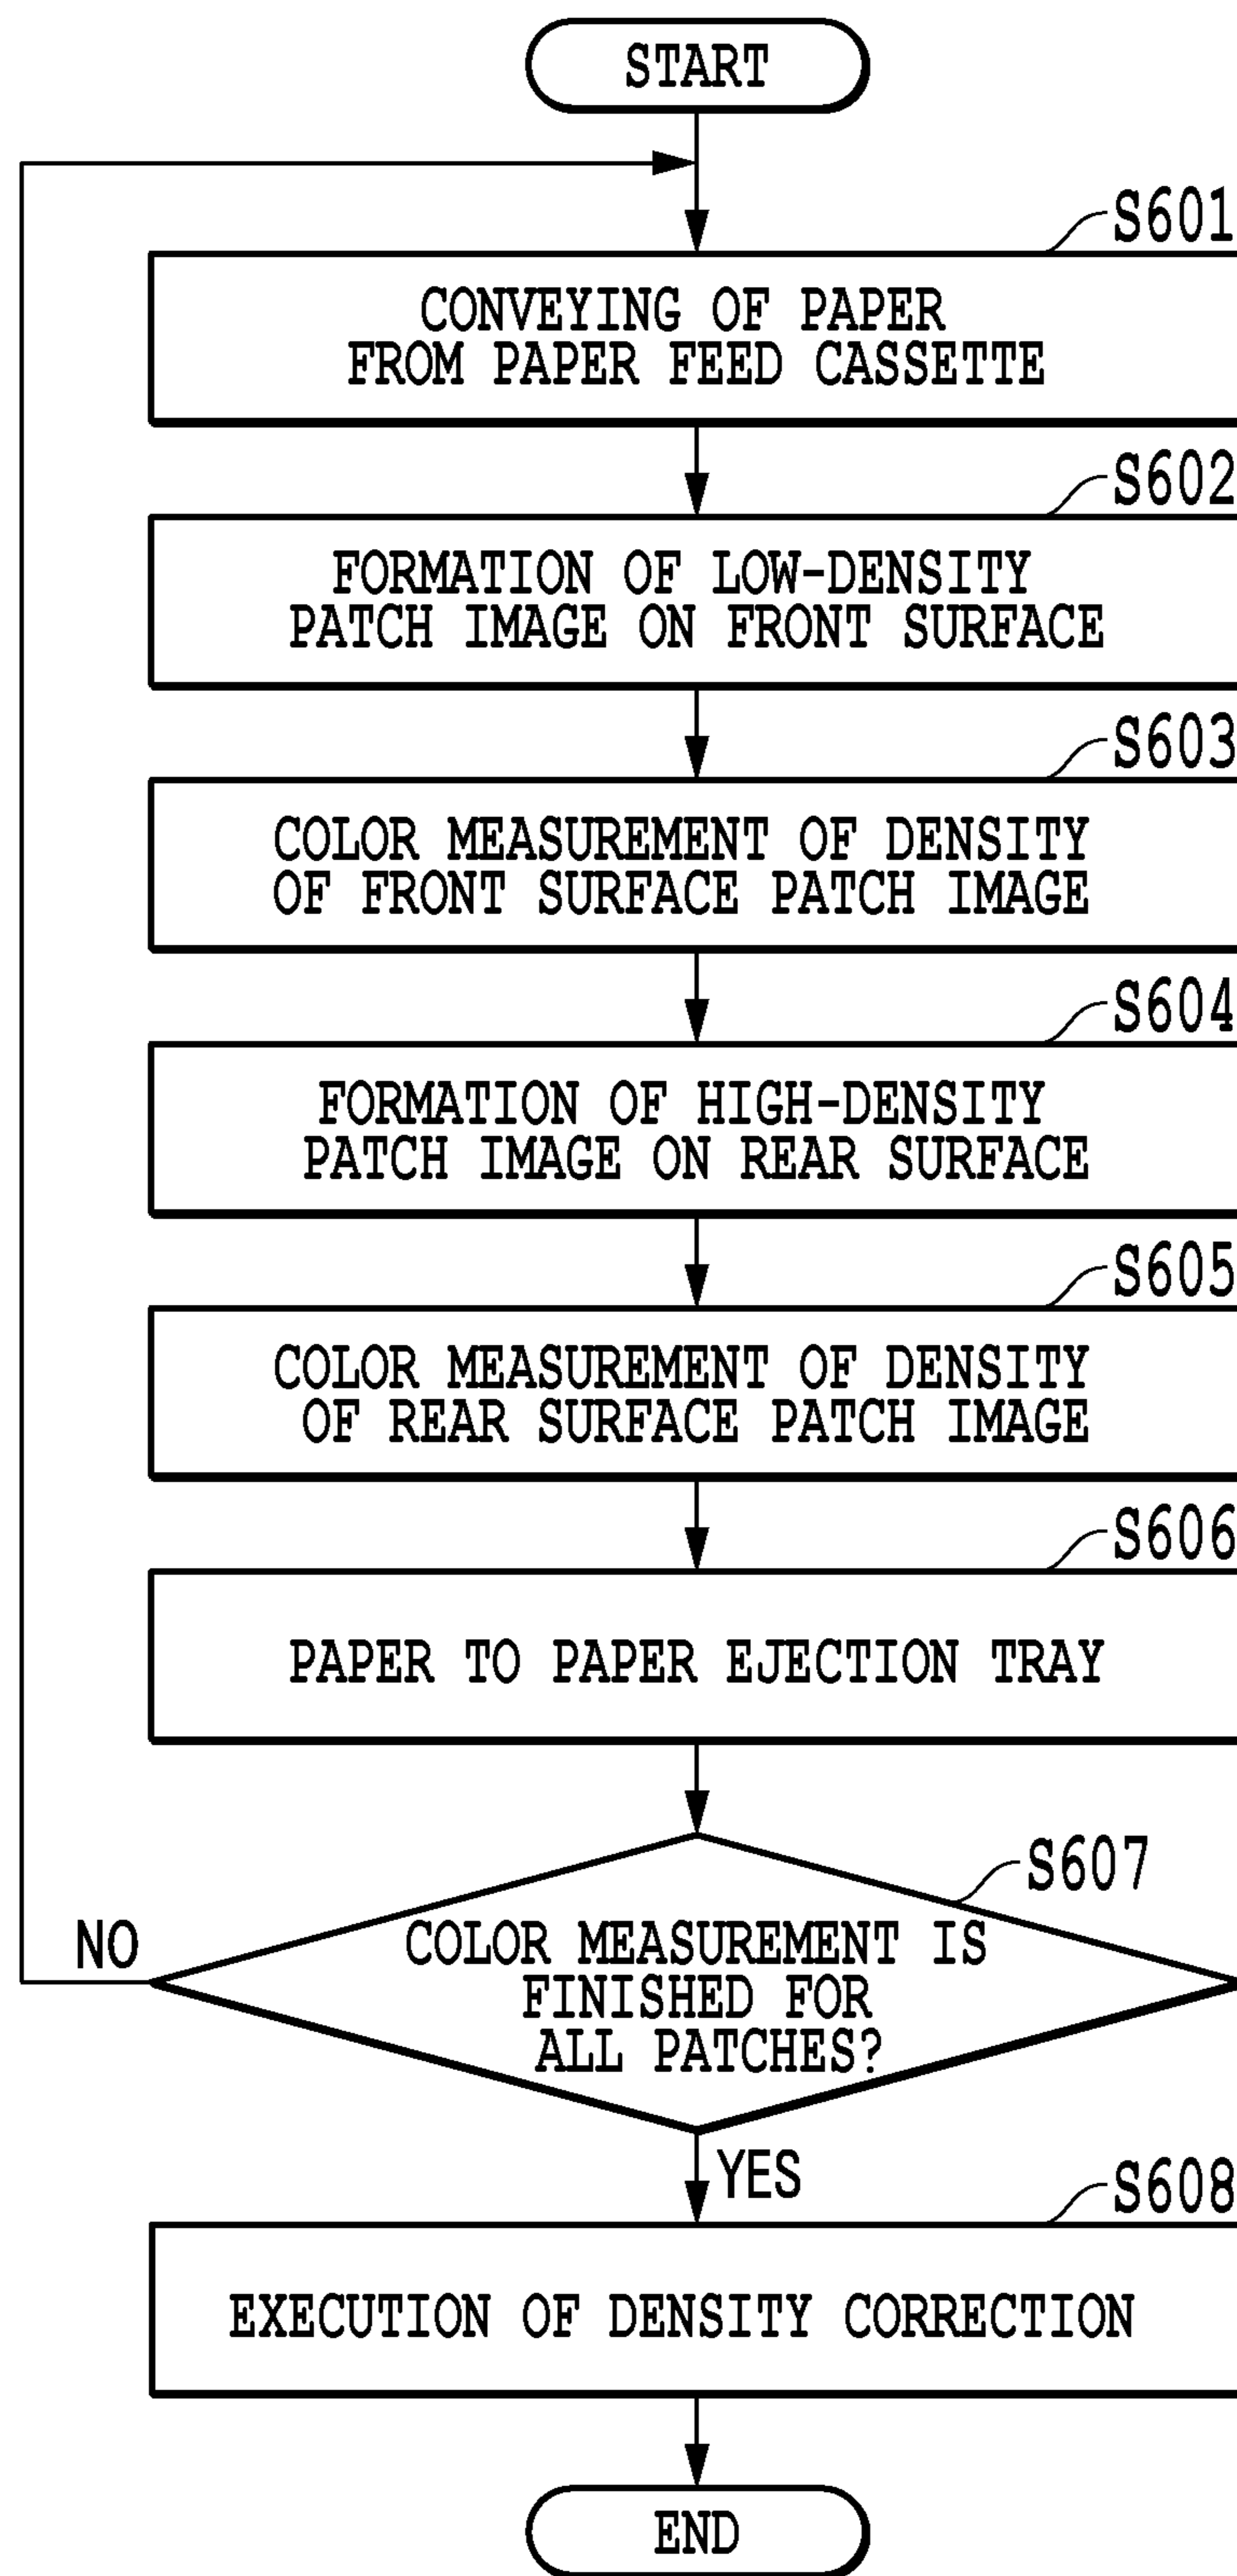 START
S601
CONVEYING OF PAPER
FROM PAPER FEED CASSETTE
S602
FORMATION OF LOW-DENSITY
PATCH IMAGE ON FRONT SURFACE
S603
COLOR MEASUREMENT OF DENSITY
OF FRONT SURFACE PATCH IMAGE
S604
FORMATION OF HIGH-DENSITY
PATCH IMAGE ON REAR SURFACE
S605
COLOR MEASUREMENT OF DENSITY
OF REAR SURFACE PATCH IMAGE
S606
PAPER TO PAPER EJECTION TRAY
S607
NO
COLOR MEASUREMENT IS
FINISHED FOR
ALL PATCHES?
YES
S608
EXECUTION OF DENSITY CORRECTION
END